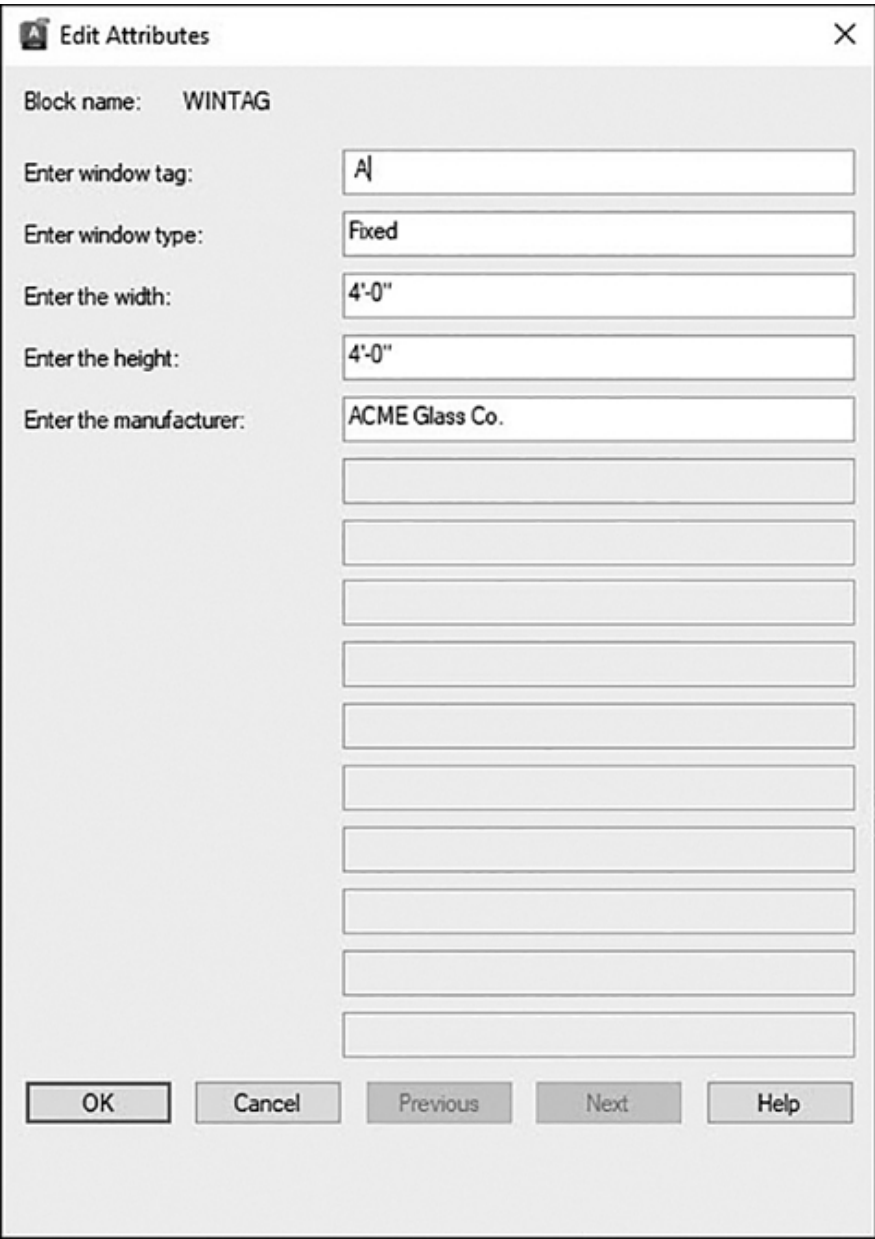 Edit Attributes
Block name: WINTAG
Enter window tag: A
Enter window type: Fixed
Enter the width: 4'-0"
Enter the height: 4'-0"
Enter the manufacturer: ACME Glass Co.
OK Cancel Previous Next Help